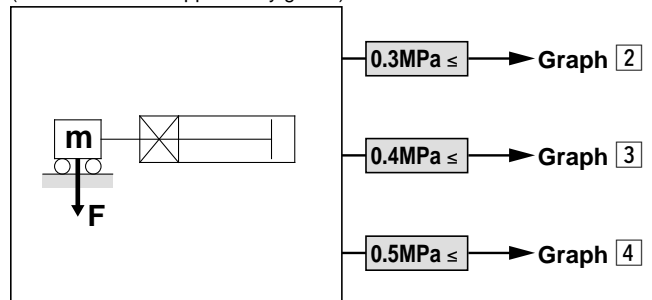 0.3MPa ≤ Graph 2
m
0.4MPa ≤ Graph 3
F
0.5MPa ≤ Graph 4